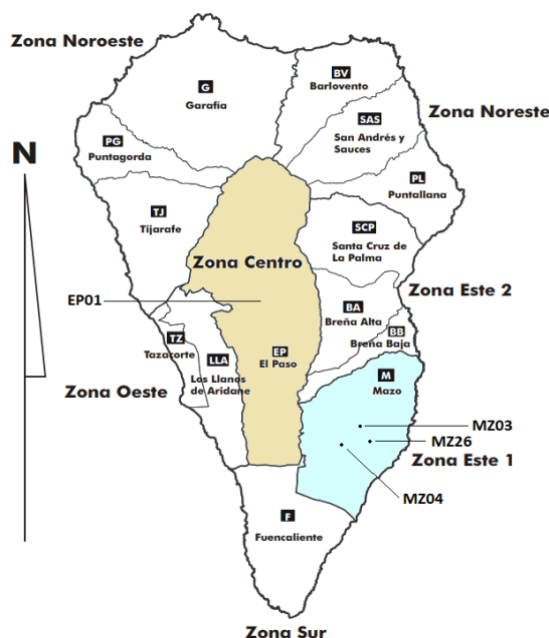 Zona Noroeste
BV
Barlovento
G
Garafía
SAS
San Andrés y
Sauces
Zona Noreste
PG
Puntagorda
N
PL
Puntallana
TJ
Tijarafe
SCP
Santa Cruz de
La Palma
Zona Centro
EP01
Zona Este 2
BA
Breña Alta
BB
Breña Baja
TZ
Tazacorte
LLA
Los Llanos
de Aridane
EP
El Paso
Zona Oeste
M
Mazo
MZ03
MZ26
Zona Este 1
MZ04
F
Fuencaliente
Zona Sur